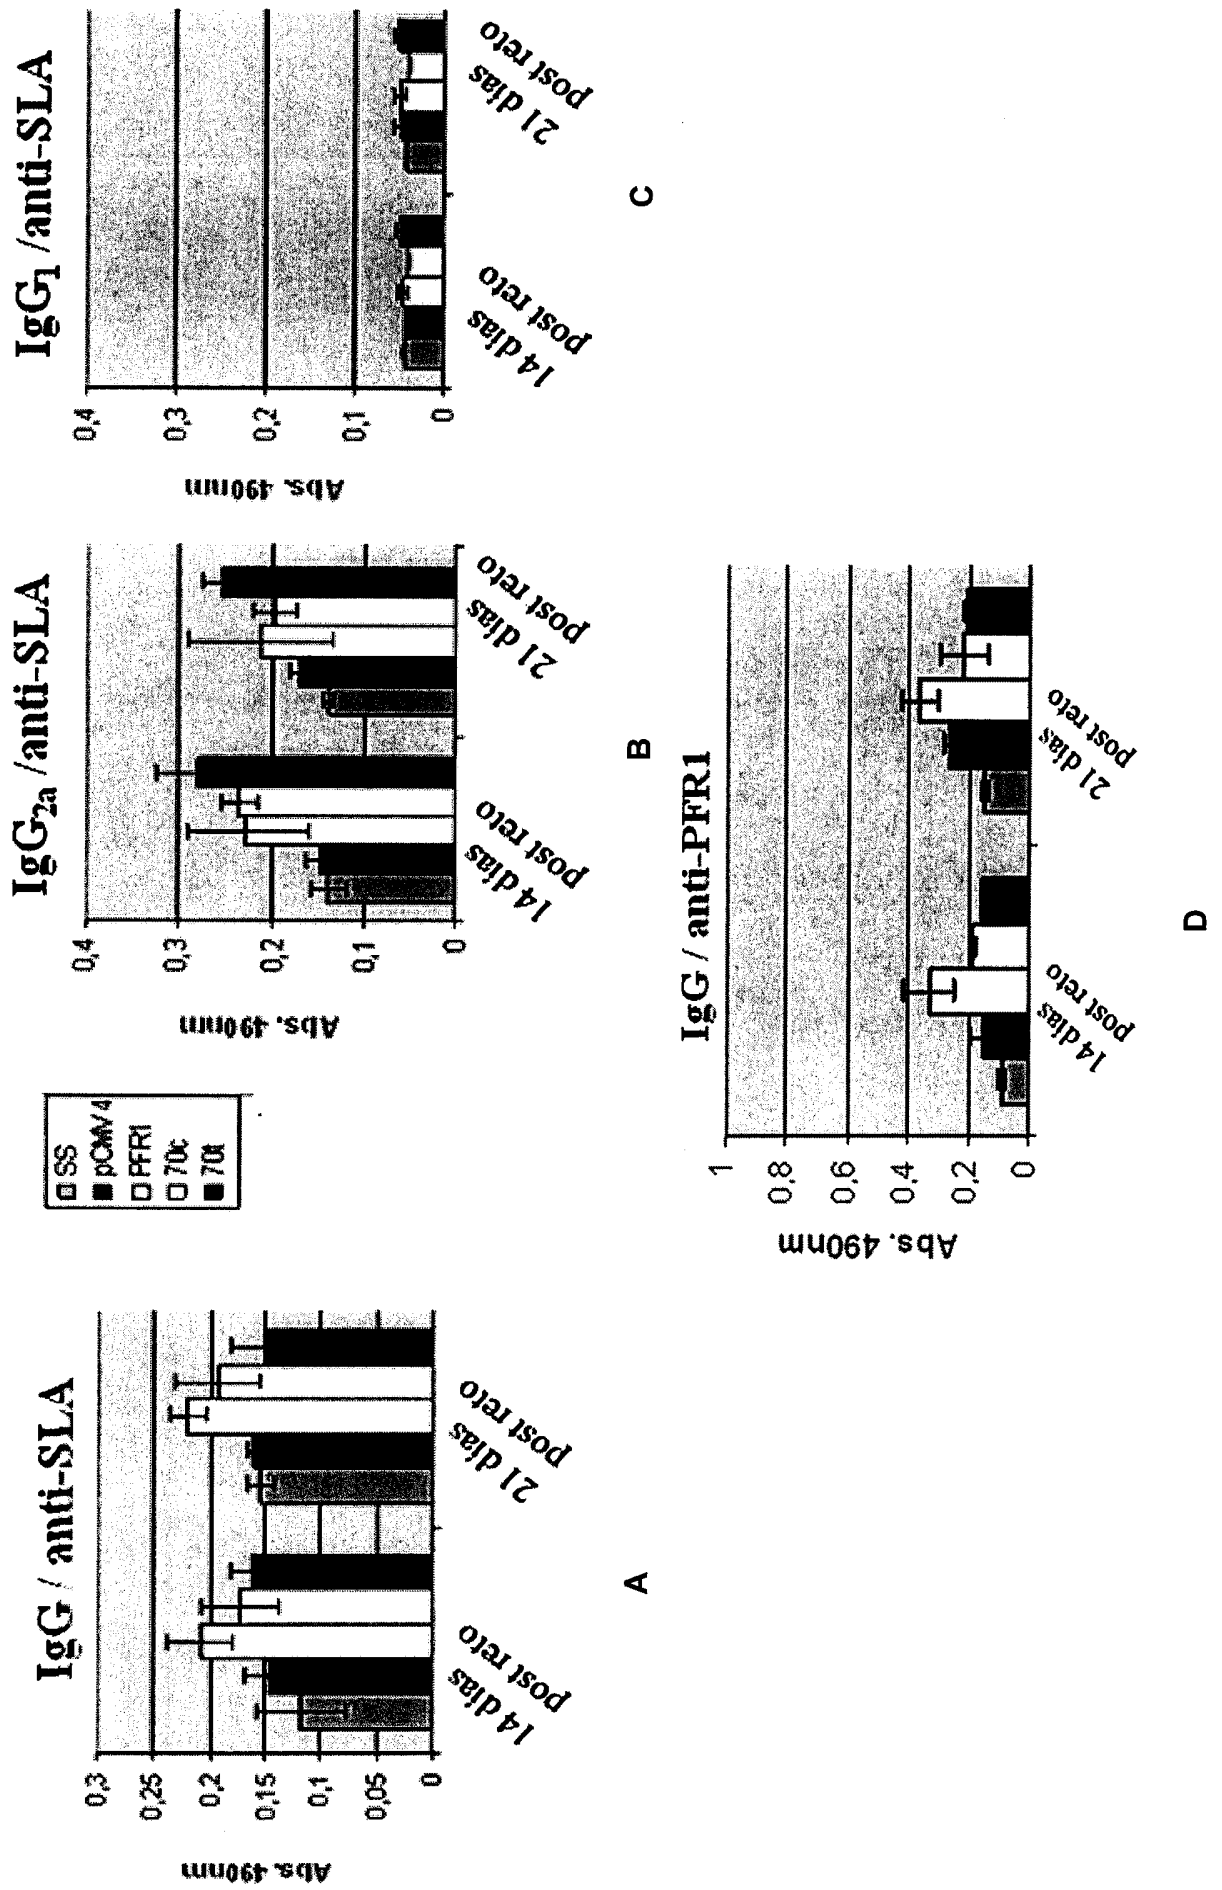 IgG / anti-SLA
Abs. 490nm
0,3
0,25
0,2
0,15
0,1
0,05
0
14 días
post reto
21 días
post reto
A
SS
pCMV4
PFR1
70c
70t
IgG2a /anti-SLA
Abs. 490nm
0,4
0,3
0,2
0,1
0
14 días
post reto
21 días
post reto
B
IgG1 /anti-SLA
Abs. 490nm
0,4
0,3
0,2
0,1
0
14 días
post reto
21 días
post reto
C
IgG / anti-PFR1
Abs. 490nm
1
0,8
0,6
0,4
0,2
0
14 días
post reto
21 días
post reto
D